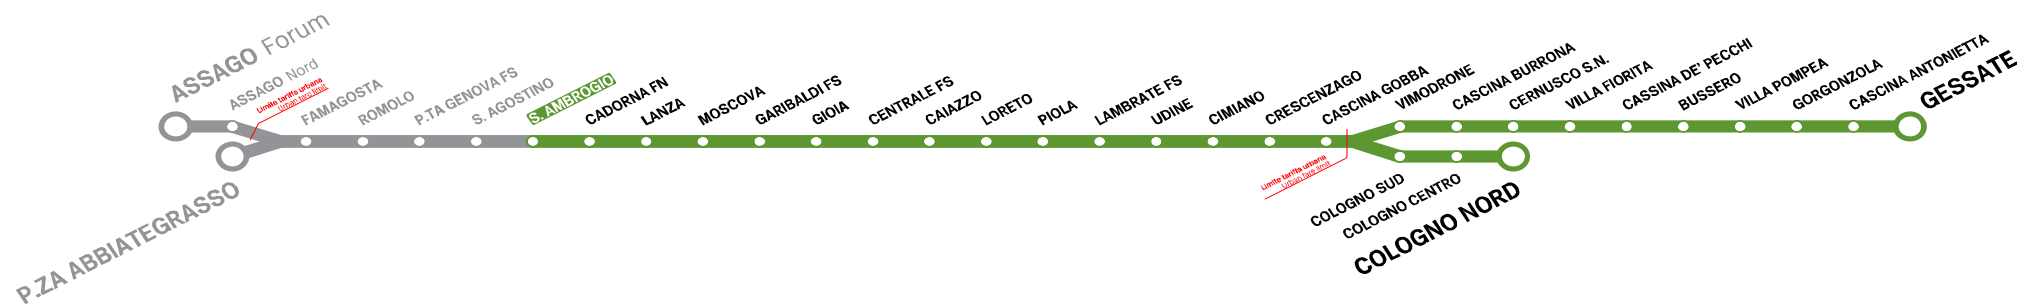 ASSAGO Forum
ASSAGO Nord
Limite tariffa urbana
Urban fare limit
P.ZA ABBIATEGRASSO
FAMAGOSTA
ROMOLO
P.TA GENOVA FS
S. AGOSTINO
S. AMBROGIO
CADORNA FN
LANZA
MOSCOVA
GARIBALDI FS
GIOIA
CENTRALE FS
CAIAZZO
LORETO
PIOLA
LAMBRATE FS
UDINE
CIMIANO
CRESCENZAGO
CASCINA GOBBA
Limite tariffa urbana
Urban fare limit
VIMODRONE
CASCINA BURRONA
CERNUSCO S.N.
VILLA FIORITA
CASSINA DE' PECCHI
BUSSERO
VILLA POMPEA
GORGONZOLA
CASCINA ANTONIETTA
GESSATE
COLOGNO SUD
COLOGNO CENTRO
COLOGNO NORD